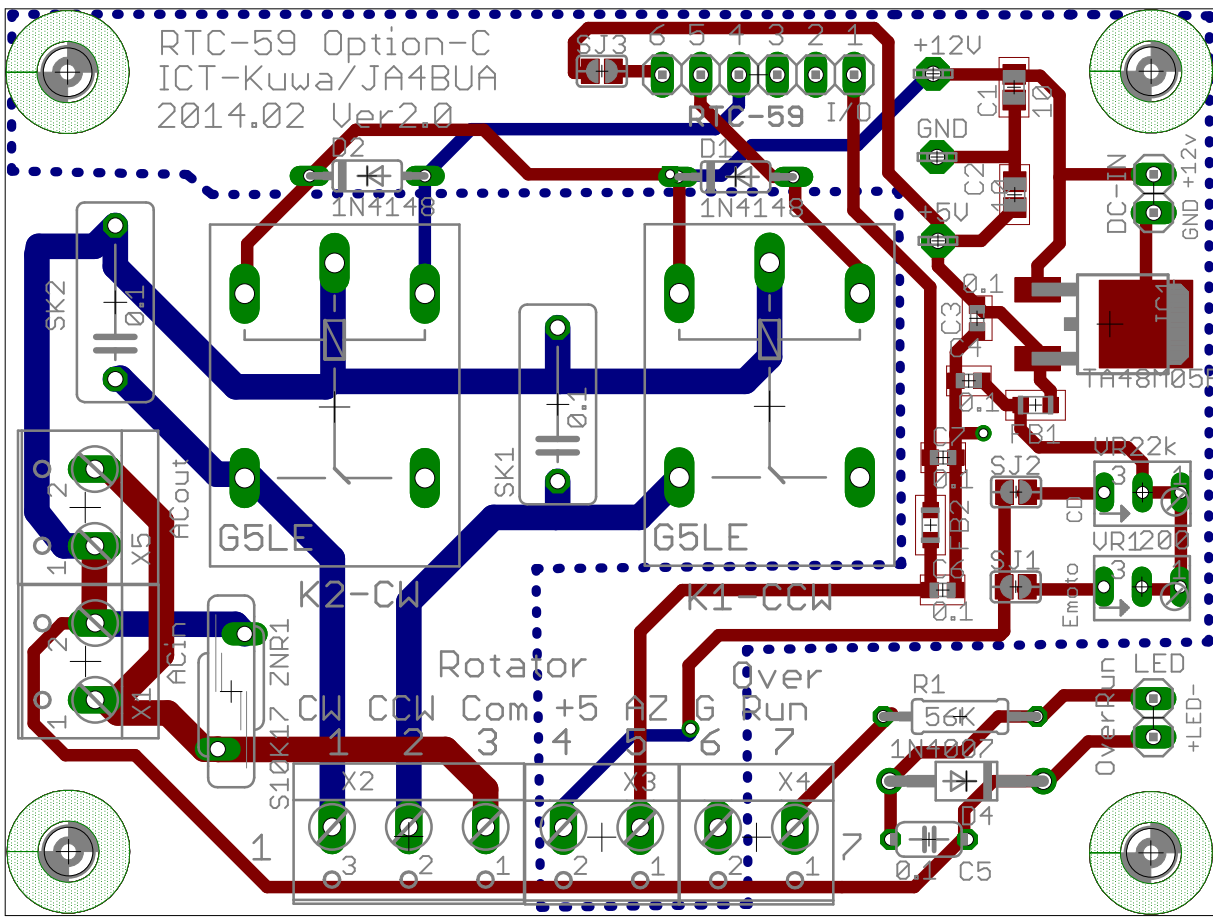 RTC-59 Option-C
ICT-Kuwa/JA4BUA
2014.02 Ver2.0
SJ3
6 5 4 3 2 1
RTC-59 I/O
+12V
C1
10
GND
C2
10
+5V
DC-IN
GND +12v
D2
1N4148
D1
1N4148
SK2
0.1
SK1
0.1
G5LE
K2-CW
G5LE
K1-CCW
0.1
C3
C4
0.1
IC1
TA48M05F
FB1
C7
0.1
FB2
C6
0.1
SJ2
VR22k
3 1
CD
SJ1
VR1200
3 1
Emoto
ACout
2
1
X5
ACin
2
1
X1
ZNR1
S10K17
Rotator
Over
CW CCW Com +5 AZ G Run
1 2 3 4 5 6 7
X2
X3
X4
1
3 2 1 2 1 2 1
7
R1
56K
1N4007
D4
0.1 C5
LED
OverRun
+LED-